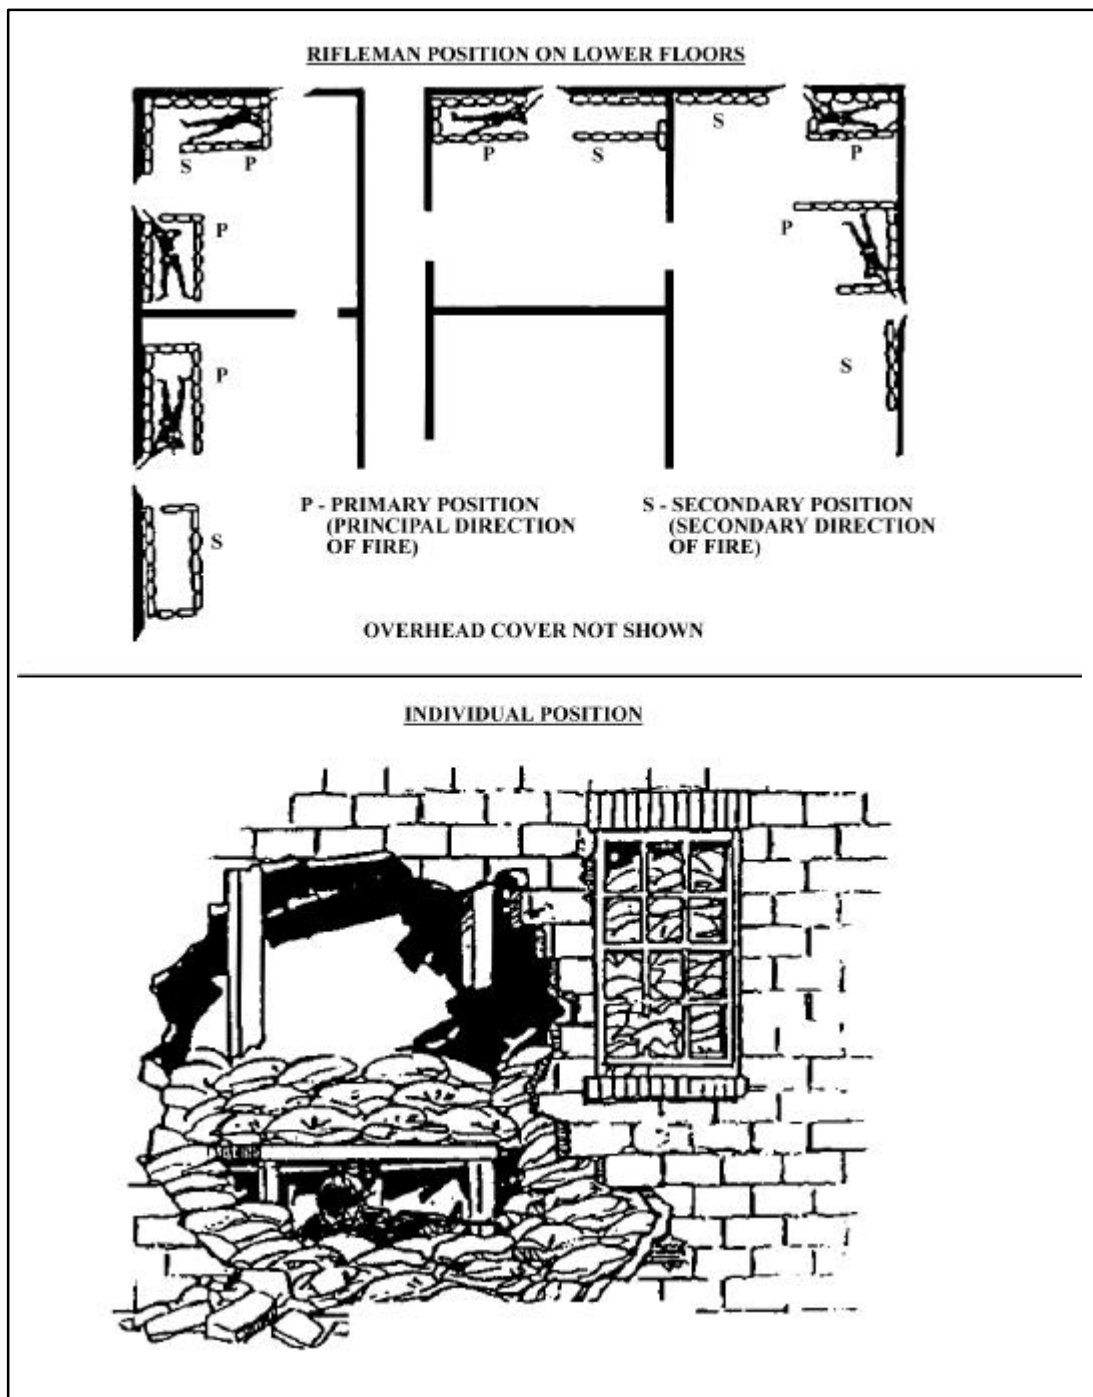 RIFLEMAN POSITION ON LOWER FLOORS
S
P
P
S
S
P
P
P
P
S
S
P - PRIMARY POSITION
(PRINCIPAL DIRECTION
OF FIRE)
S - SECONDARY POSITION
(SECONDARY DIRECTION
OF FIRE)
OVERHEAD COVER NOT SHOWN
INDIVIDUAL POSITION